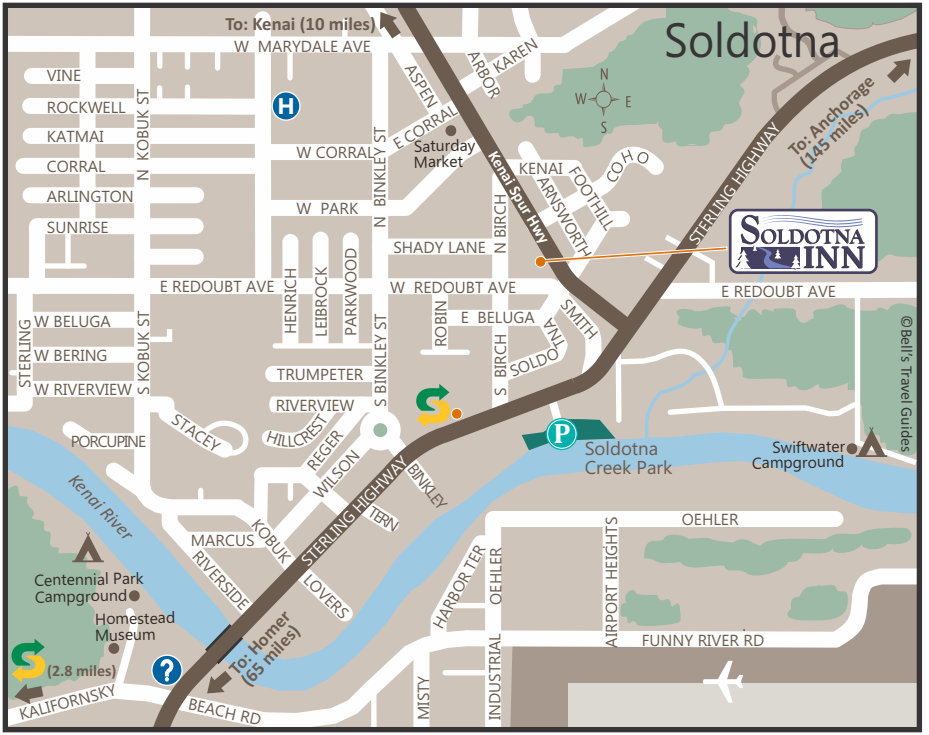 To: Kenai (10 miles)
Soldotna
W MARYDALE AVE
KAREN
ARBOR
ASPEN
VINE
ROCKWELL
KATMAI
CORRAL
ARLINGTON
SUNRISE
N KOBUK ST
H
N BINKLEY ST
W CORRAL
E CORRAL
Saturday
Market
N
W E
S
To: Anchorage
(145 miles)
STERLING HIGHWAY
Kenai Spur Hwy
KENAI
COHO
FOOTHILL
FARNSWORTH
N BIRCH
W PARK
SHADY LANE
SOLDOTNA
INN
E REDOUBT AVE
W REDOUBT AVE
E REDOUBT AVE
HENRICH
LEIBROCK
PARKWOOD
ROBIN
E BELUGA
SMITH
SOLDOTNA
S BIRCH
STERLING
W BELUGA
W BERING
W RIVERVIEW
S KOBUK ST
S BINKLEY ST
TRUMPETER
RIVERVIEW
HILLCREST
REGER
WILSON
STACEY
PORCUPINE
BINKLEY
TERN
STERLING HIGHWAY
P
Soldotna
Creek Park
Swiftwater
Campground
©Bell's Travel Guides
Kenai River
MARCUS
KOBUK
LOVERS
RIVERSIDE
Centennial Park
Campground
Homestead
Museum
(2.8 miles)
?
To: Homer
(65 miles)
KALIFORNSKY
BEACH RD
HARBOR TER
OEHLER
OEHLER
AIRPORT HEIGHTS
FUNNY RIVER RD
MISTY
INDUSTRIAL